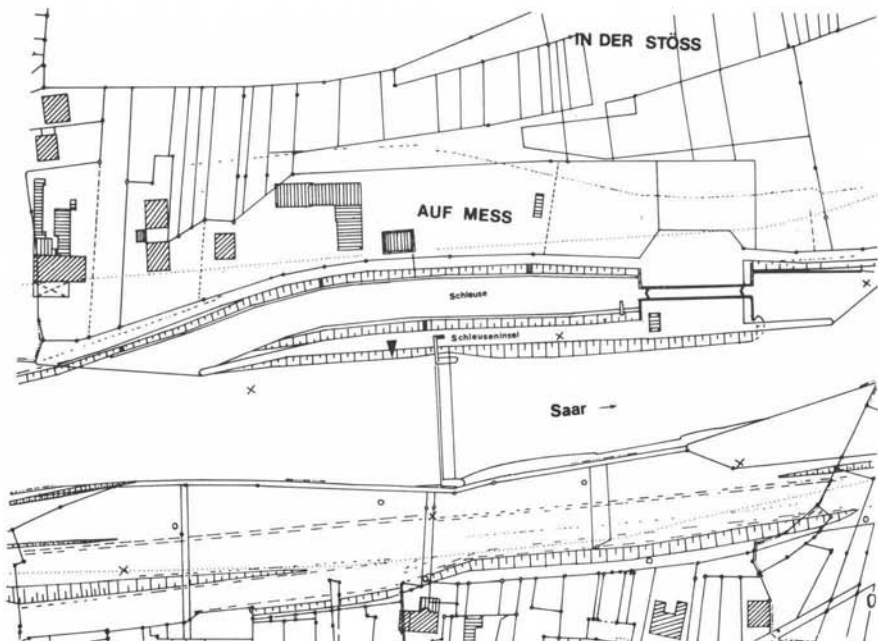 IN DER STÖSS
AUF MESS
Schleuse
Schleuseninsel
Saar →